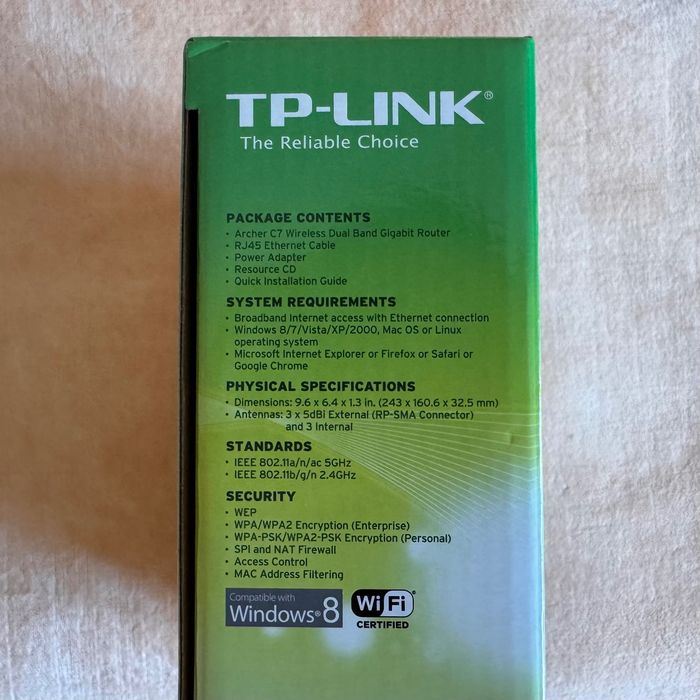 TP-LINK®
The Reliable Choice
PACKAGE CONTENTS
• Archer C7 Wireless Dual Band Gigabit Router
• RJ45 Ethernet Cable
• Power Adapter
• Resource CD
• Quick Installation Guide
SYSTEM REQUIREMENTS
• Broadband Internet access with Ethernet connection
• Windows 8/7/Vista/XP/2000, Mac OS or Linux
operating system
• Microsoft Internet Explorer or Firefox or Safari or
Google Chrome
PHYSICAL SPECIFICATIONS
• Dimensions: 9.6 x 6.4 x 1.3 in. (243 x 160.6 x 32.5 mm)
• Antennas: 3 x 5dBi External (RP-SMA Connector)
and 3 Internal
STANDARDS
• IEEE 802.11a/n/ac 5GHz
• IEEE 802.11b/g/n 2.4GHz
SECURITY
• WEP
• WPA/WPA2 Encryption (Enterprise)
• WPA-PSK/WPA2-PSK Encryption (Personal)
• SPI and NAT Firewall
• Access Control
• MAC Address Filtering
Compatible with
Windows® 8
Wi Fi®
CERTIFIED